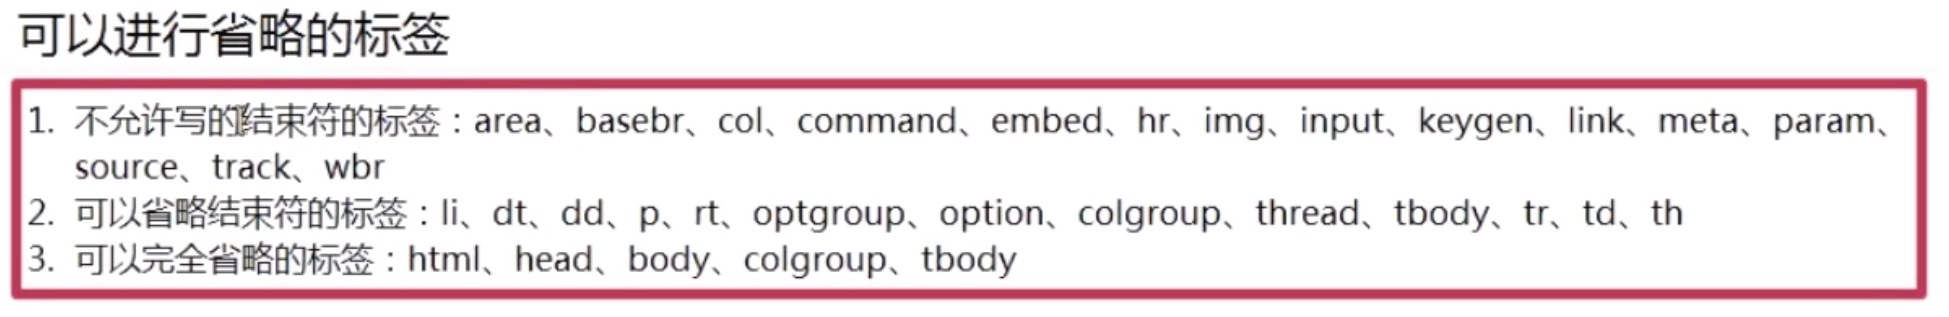 可以进行省略的标签
1. 不允许写的结束符的标签：area、basebr、col、command、embed、hr、img、input、keygen、link、meta、param、
source、track、wbr
2. 可以省略结束符的标签：li、dt、dd、p、rt、optgroup、option、colgroup、thread、tbody、tr、td、th
3. 可以完全省略的标签：html、head、body、colgroup、tbody